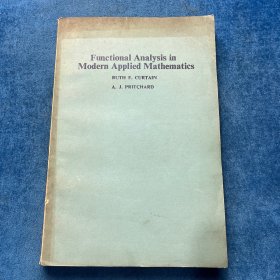 Functional Analysis in
Modern Applied Mathematics
RUTH F. CURTAIN
A. J. PRITCHARD